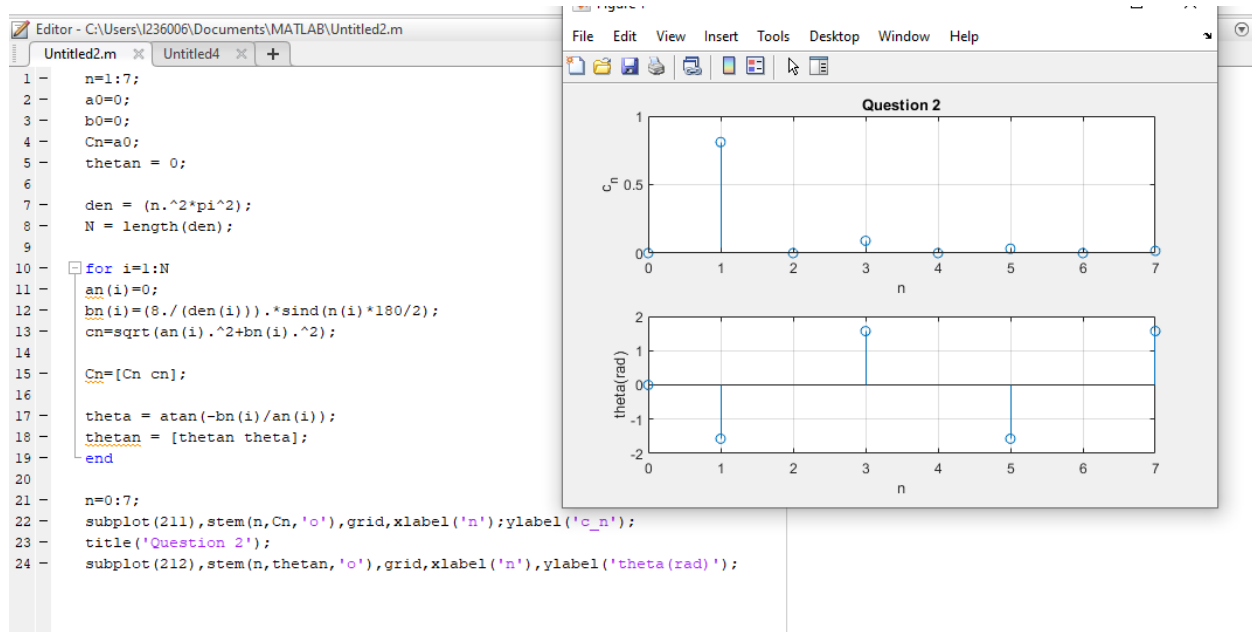 Editor - C:\Users\I236006\Documents\MATLAB\Untitled2.m
Untitled2.m × Untitled4 × +
1 - n=1:7;
2 - a0=0;
3 - b0=0;
4 - Cn=a0;
5 - thetan = 0;
6
7 - den = (n.^2*pi^2);
8 - N = length(den);
9
10 - for i=1:N
11 - an(i)=0;
12 - bn(i)=(8./(den(i))).*sind(n(i)*180/2);
13 - cn=sqrt(an(i).^2+bn(i).^2);
14
15 - Cn=[Cn cn];
16
17 - theta = atan(-bn(i)/an(i));
18 - thetan = [thetan theta];
19 - end
20
21 - n=0:7;
22 - subplot(211),stem(n,Cn,'o'),grid,xlabel('n');ylabel('c_n');
23 - title('Question 2');
24 - subplot(212),stem(n,thetan,'o'),grid,xlabel('n'),ylabel('theta(rad)');
File Edit View Insert Tools Desktop Window Help
Question 2
1
0.5
0
c_n
0 1 2 3 4 5 6 7
n
2
1
0
-1
-2
theta(rad)
0 1 2 3 4 5 6 7
n